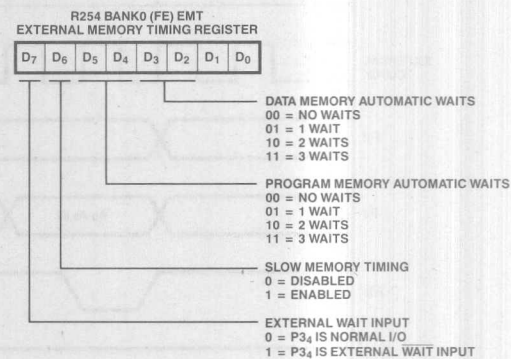 R254 BANK0 (FE) EMT
EXTERNAL MEMORY TIMING REGISTER
D7 D6 D5 D4 D3 D2 D1 D0
DATA MEMORY AUTOMATIC WAITS
00 = NO WAITS
01 = 1 WAIT
10 = 2 WAITS
11 = 3 WAITS
PROGRAM MEMORY AUTOMATIC WAITS
00 = NO WAITS
01 = 1 WAIT
10 = 2 WAITS
11 = 3 WAITS
SLOW MEMORY TIMING
0 = DISABLED
1 = ENABLED
EXTERNAL WAIT INPUT
0 = P34 IS NORMAL I/O
1 = P34 IS EXTERNAL WAIT INPUT